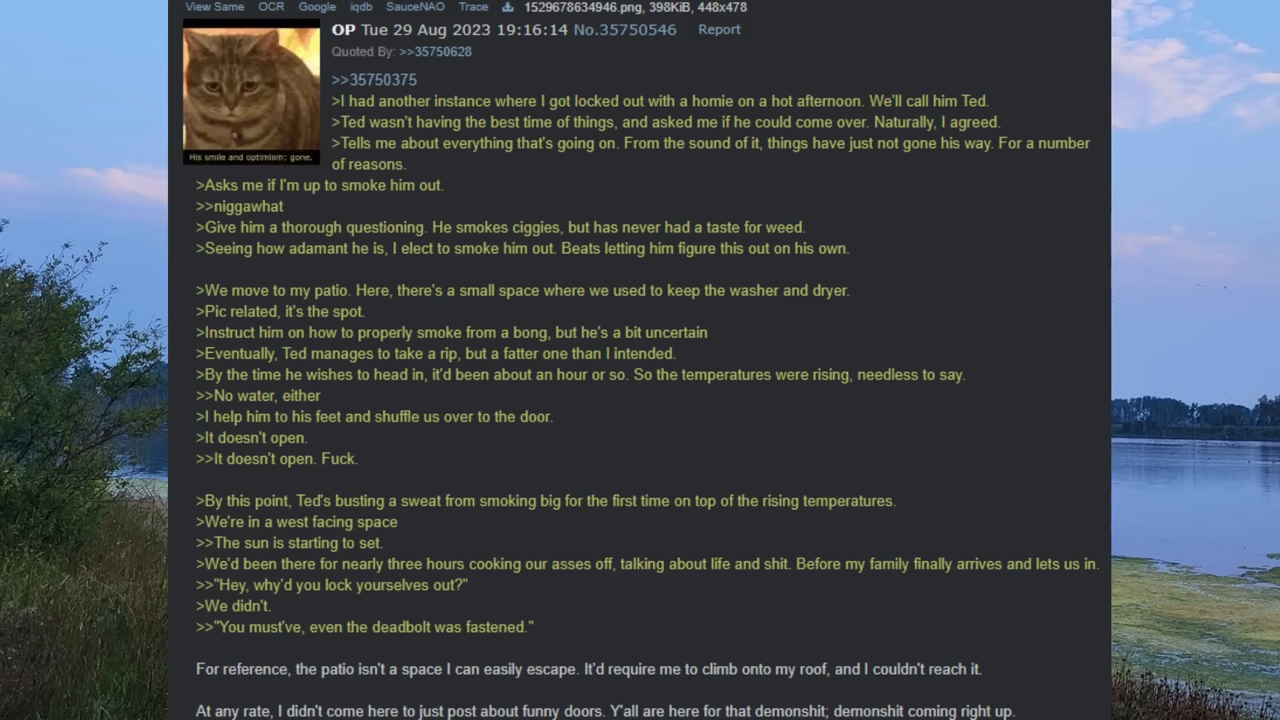 View Same OCR Google iqdb SauceNAO Trace 1529678634946.png, 398KiB, 448x478
OP Tue 29 Aug 2023 19:16:14 No.35750546 Report
Quoted By: >>35750628
>>35750375
>I had another instance where I got locked out with a homie on a hot afternoon. We'll call him Ted.
>Ted wasn't having the best time of things, and asked me if he could come over. Naturally, I agreed.
>Tells me about everything that's going on. From the sound of it, things have just not gone his way. For a number
of reasons.
His smile and optimism; gone.
>Asks me if I'm up to smoke him out.
>>niggawhat
>Give him a thorough questioning. He smokes ciggies, but has never had a taste for weed.
>Seeing how adamant he is, I elect to smoke him out. Beats letting him figure this out on his own.
>We move to my patio. Here, there's a small space where we used to keep the washer and dryer.
>Pic related, it's the spot.
>Instruct him on how to properly smoke from a bong, but he's a bit uncertain
>Eventually, Ted manages to take a rip, but a fatter one than I intended.
>By the time he wishes to head in, it'd been about an hour or so. So the temperatures were rising, needless to say.
>>No water, either
>I help him to his feet and shuffle us over to the door.
>It doesn't open.
>>It doesn't open. Fuck.
>By this point, Ted's busting a sweat from smoking big for the first time on top of the rising temperatures.
>We're in a west facing space
>>The sun is starting to set.
>We'd been there for nearly three hours cooking our asses off, talking about life and shit. Before my family finally arrives and lets us in.
>>"Hey, why'd you lock yourselves out?"
>We didn't.
>>"You must've, even the deadbolt was fastened."
For reference, the patio isn't a space I can easily escape. It'd require me to climb onto my roof, and I couldn't reach it.
At any rate, I didn't come here to just post about funny doors. Y'all are here for that demonshit; demonshit coming right up.